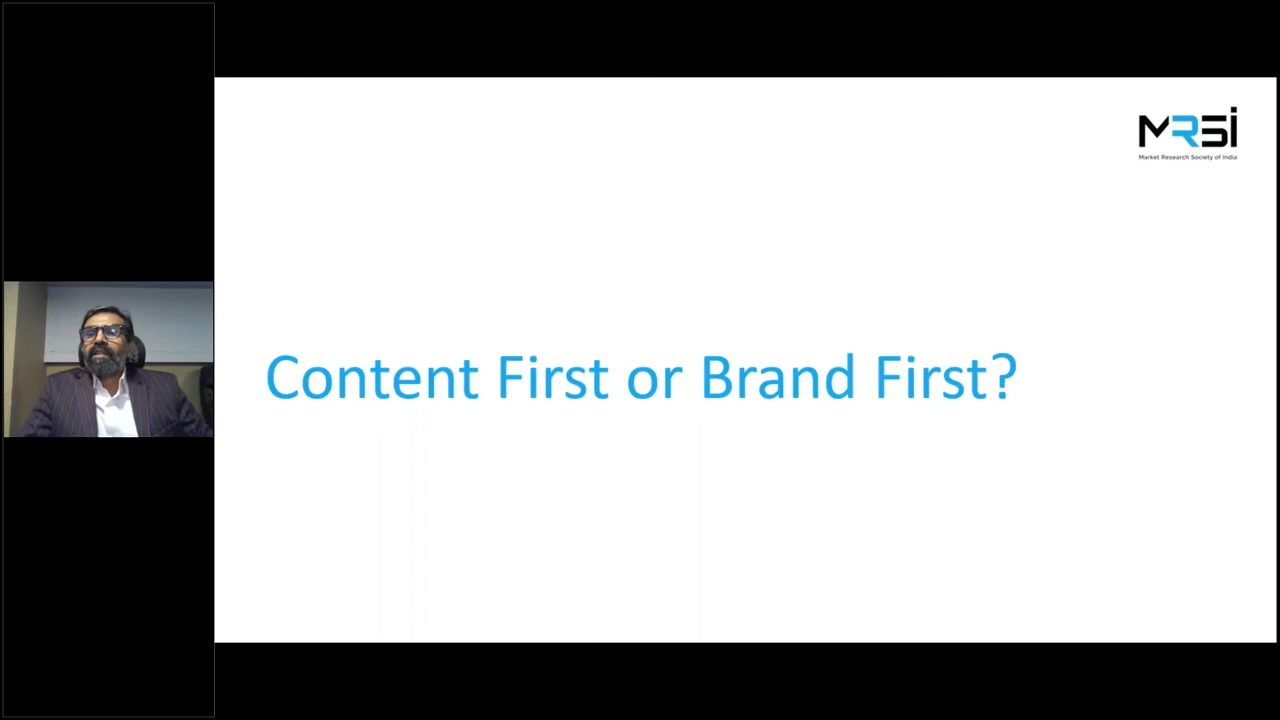 MRSI
Market Research Society of India
Content First or Brand First?